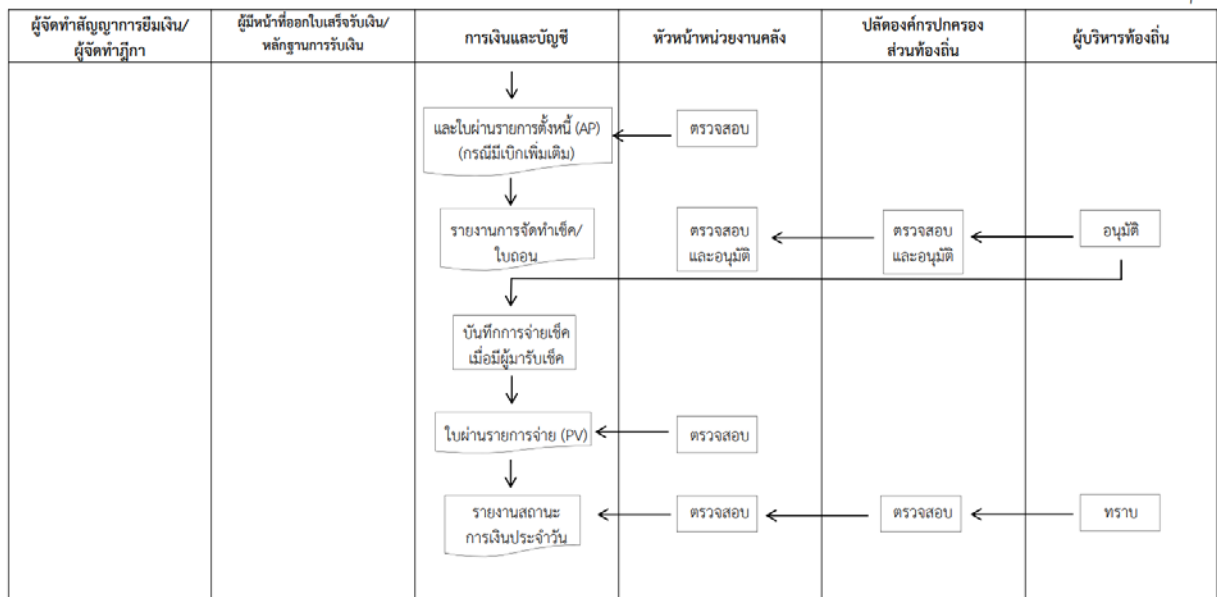 ผู้จัดทำสัญญาการยืมเงิน/
ผู้จัดทำฎีกา
ผู้มีหน้าที่ออกใบเสร็จรับเงิน/
หลักฐานการรับเงิน
การเงินและบัญชี
หัวหน้าหน่วยงานคลัง
ปลัดองค์กรปกครอง
ส่วนท้องถิ่น
ผู้บริหารท้องถิ่น
และใบผ่านรายการตั้งหนี้ (AP)
(กรณีมีเบิกเพิ่มเติม)
ตรวจสอบ
รายงานการจัดทำเช็ค/
ใบถอน
ตรวจสอบ
และอนุมัติ
ตรวจสอบ
และอนุมัติ
อนุมัติ
บันทึกการจ่ายเช็ค
เมื่อมีผู้มารับเช็ค
ใบผ่านรายการจ่าย (PV)
ตรวจสอบ
รายงานสถานะ
การเงินประจำวัน
ตรวจสอบ
ตรวจสอบ
ทราบ